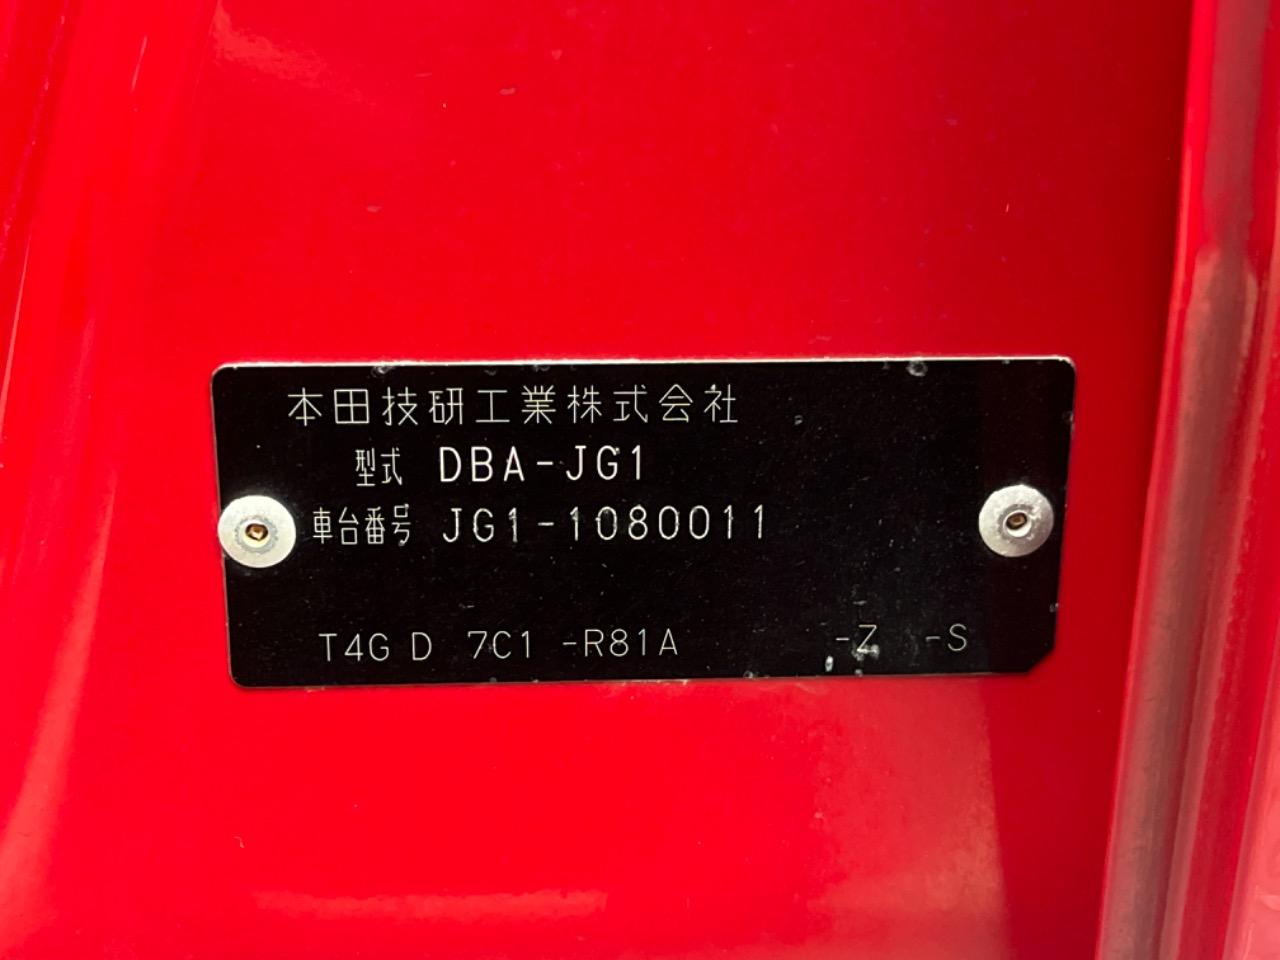 本田技研工業株式会社
型式 DBA-JG1
車台番号 JG1-1080011
T4G D 7C1 -R81A -Z -S